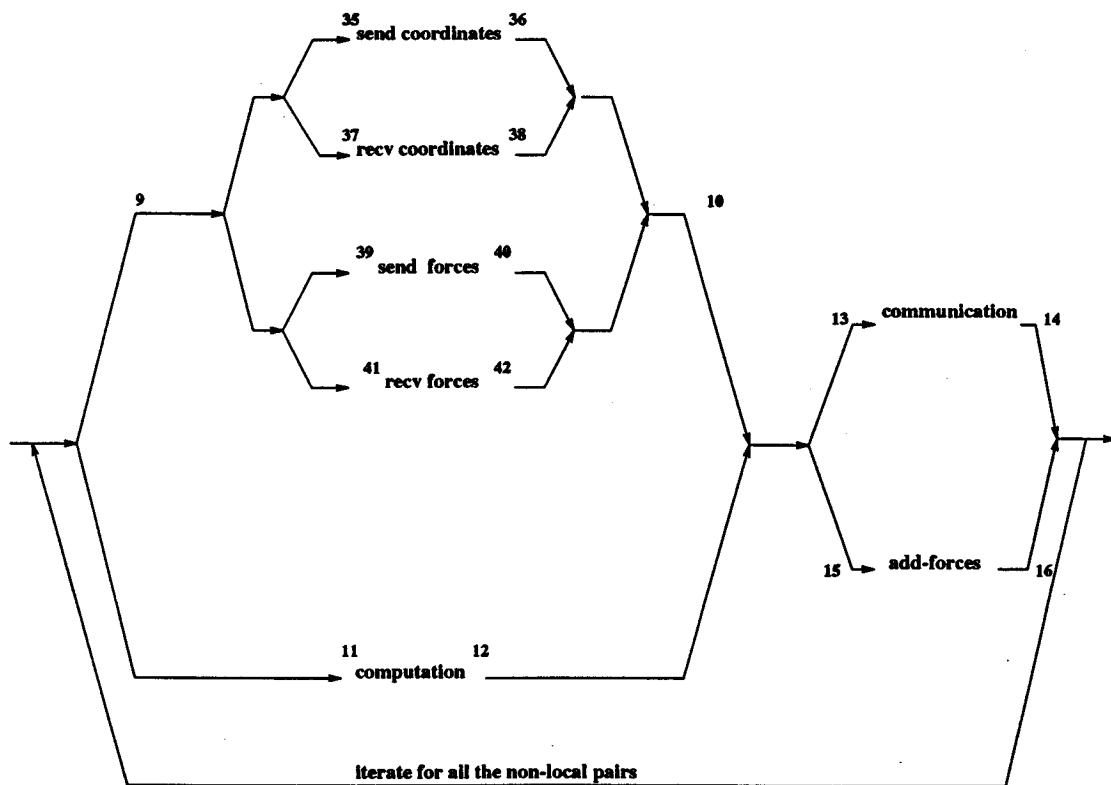 35 send coordinates 36
37 recv coordinates 38
9
10
39 send forces 40
41 recv forces 42
13 communication 14
15 add-forces 16
11 computation 12
iterate for all the non-local pairs